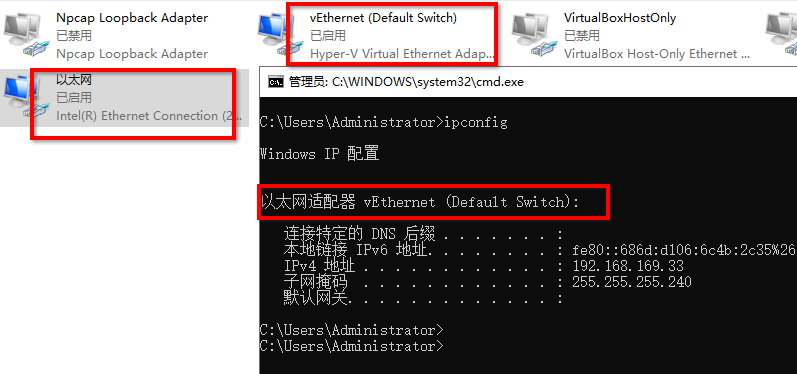 Npcap Loopback Adapter
已禁用
Npcap Loopback Adapter
vEthernet (Default Switch)
已启用
Hyper-V Virtual Ethernet Adap...
VirtualBoxHostOnly
已禁用
VirtualBox Host-Only Ethernet ...
以太网
已启用
Intel(R) Ethernet Connection (2...
管理员: C:\WINDOWS\system32\cmd.exe
C:\Users\Administrator>ipconfig
Windows IP 配置
以太网适配器 vEthernet (Default Switch):
连接特定的 DNS 后缀 . . . . . . . :
本地链接 IPv6 地址. . . . . . . . : fe80::686d:d106:6c4b:2c35%26
IPv4 地址 . . . . . . . . . . . . : 192.168.169.33
子网掩码  . . . . . . . . . . . . : 255.255.255.240
默认网关. . . . . . . . . . . . . :
C:\Users\Administrator>
C:\Users\Administrator>